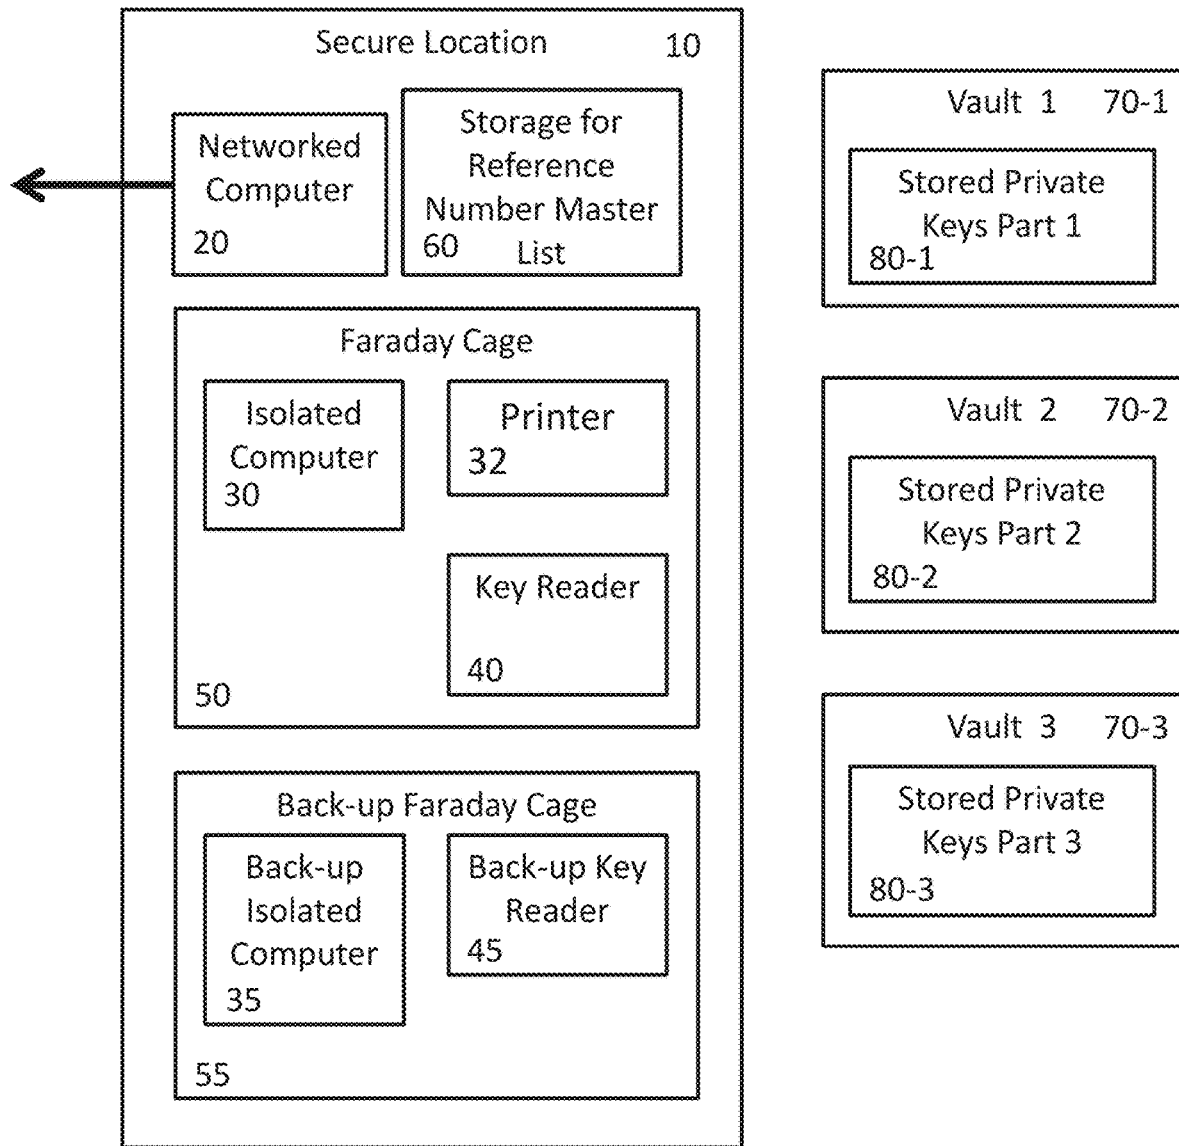 Secure Location 10
Networked
Computer
20
Storage for
Reference
Number Master
60 List
Faraday Cage
Isolated
Computer
30
Printer
32
Key Reader
40
50
Back-up Faraday Cage
Back-up
Isolated
Computer
35
Back-up Key
Reader
45
55
Vault 1 70-1
Stored Private
Keys Part 1
80-1
Vault 2 70-2
Stored Private
Keys Part 2
80-2
Vault 3 70-3
Stored Private
Keys Part 3
80-3